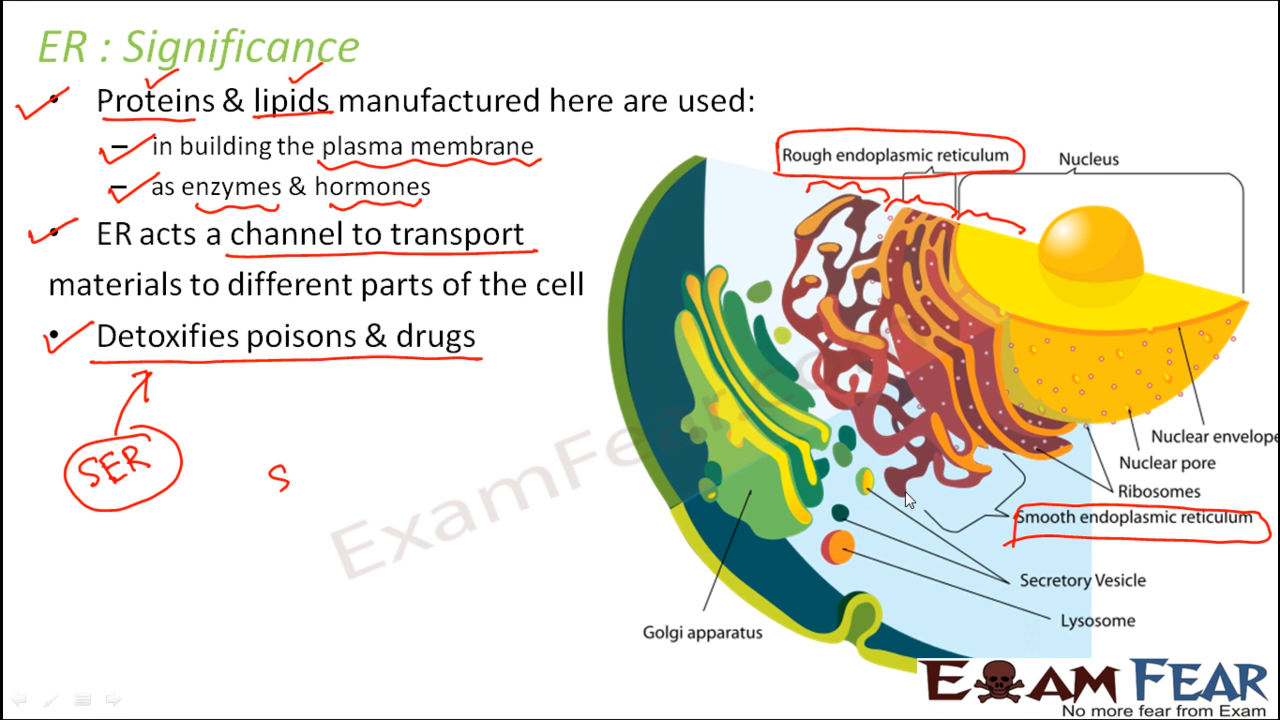 ER : Significance
• Proteins & lipids manufactured here are used:
– in building the plasma membrane
– as enzymes & hormones
• ER acts a channel to transport
materials to different parts of the cell
• Detoxifies poisons & drugs
SER
S
Rough endoplasmic reticulum
Nucleus
Nuclear envelope
Nuclear pore
Ribosomes
Smooth endoplasmic reticulum
Secretory Vesicle
Lysosome
Golgi apparatus
ExamFear.com
EXAM FEAR
No more fear from Exam